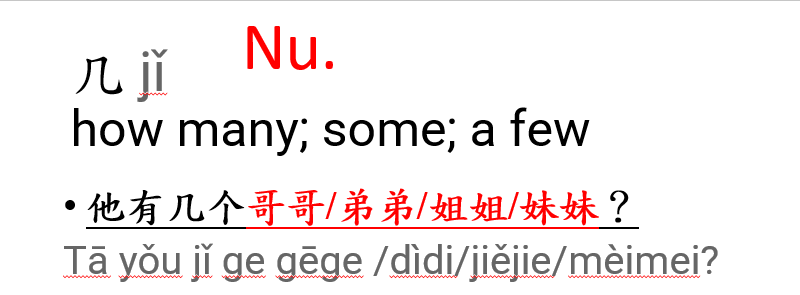 几 jǐ Nu.
how many; some; a few
• 他有几个哥哥/弟弟/姐姐/妹妹？
Tā yǒu jǐ ge gēge /dìdi/jiějie/mèimei?